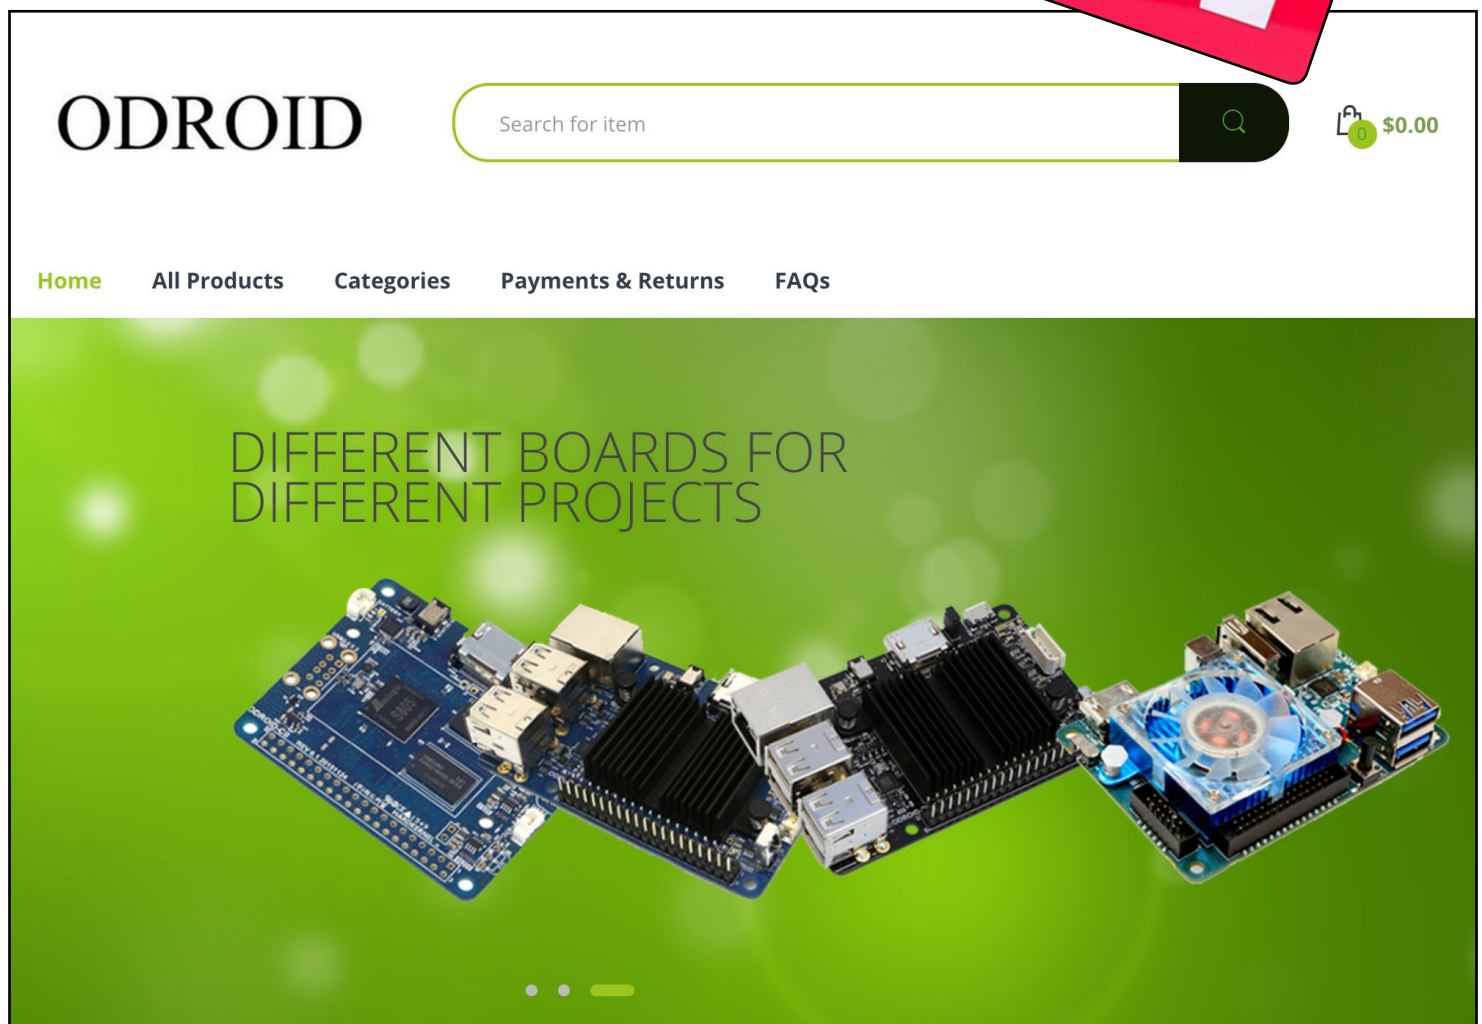 ODROID
Search for item
0
$0.00
Home All Products Categories Payments & Returns FAQs
DIFFERENT BOARDS FOR
DIFFERENT PROJECTS
S805